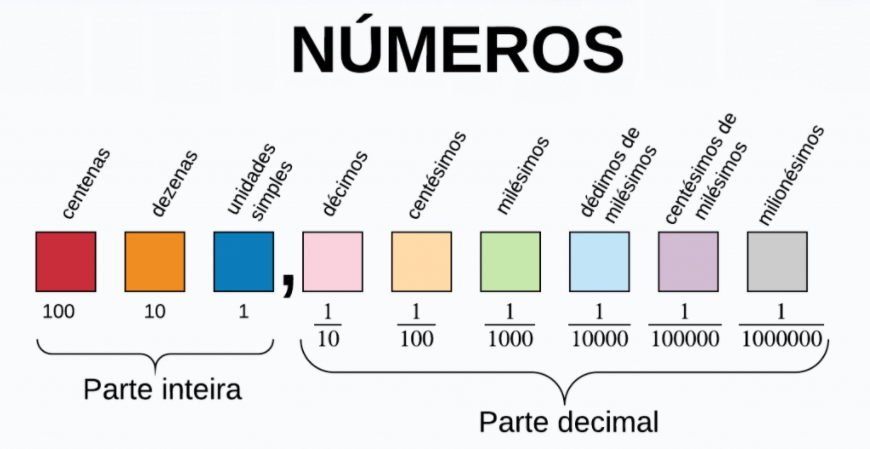 NÚMEROS
centenas
dezenas
unidades
simples
décimos
centésimos
milésimos
dédimos de
milésimos
centésimos de
milésimos
milionésimos
,
100
10
1
1/10
1/100
1/1000
1/10000
1/100000
1/1000000
Parte inteira
Parte decimal